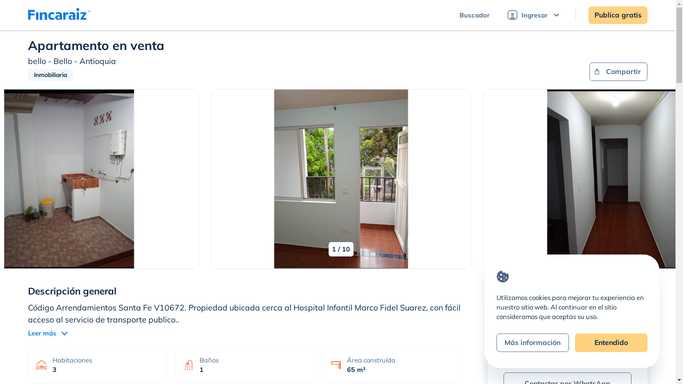 Fincaraiz
Buscador
Ingresar
Publica gratis
Apartamento en venta
bello - Bello - Antioquia
Inmobiliaria
Compartir
1 / 10
Descripción general
Código Arrendamientos Santa Fe V10672. Propiedad ubicada cerca al Hospital Infantil Marco Fidel Suarez, con fácil
acceso al servicio de transporte publico..
Leer más
Habitaciones
3
Baños
1
Área construida
65 m²
Utilizamos cookies para mejorar tu experiencia en
nuestro sitio web. Al continuar en el sitio
consideramos que aceptas su uso.
Más información
Entendido
Contactar por WhatsApp